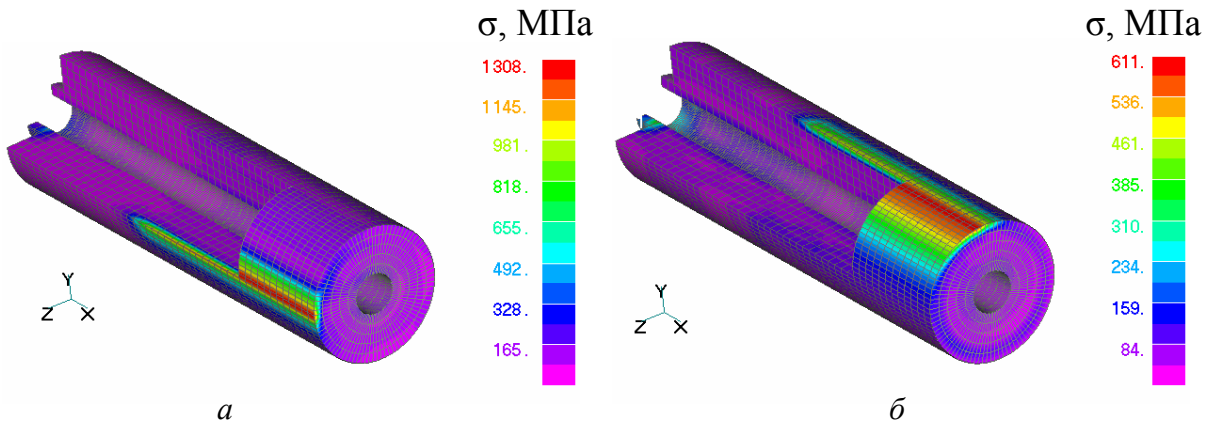 σ, МПа
1308.
1145.
981.
818.
655.
492.
328.
165.
Y
Z X
а
σ, МПа
611.
536.
461.
385.
310.
234.
159.
84.
Y
Z X
б